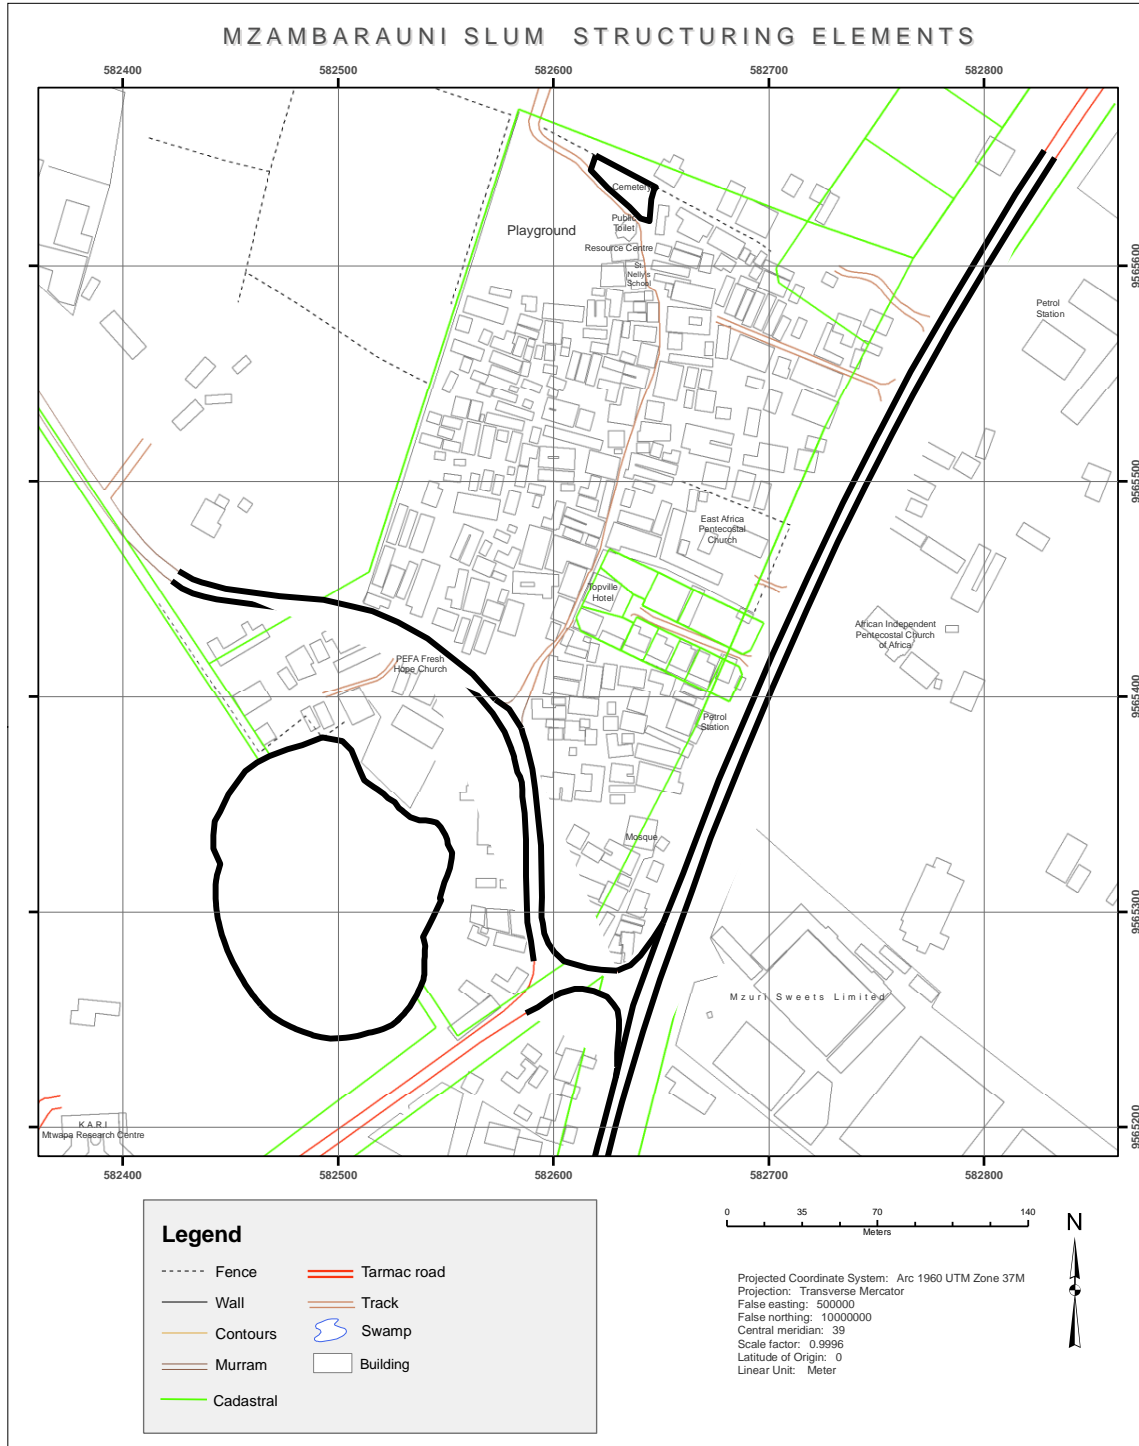 MZAMBARAUNI SLUM STRUCTURING ELEMENTS
582400 582500 582600 582700 582800
Cemetery
Public
Toilet
Playground
Resource Centre
St.
Nelly's
School
9565600
9565600
Petrol
Station
9565500
9565500
East Africa
Pentecostal
Church
Topville
Hotel
African Independent
Pentecostal Church
of Africa
PEFA Fresh
Hope Church
9565400
9565400
Petrol
Station
Mosque
9565300
9565300
Mzuri Sweets Limited
KARI
Mtwapa Research Centre
9565200
9565200
582400 582500 582600 582700 582800
Legend
Fence
Wall
Contours
Murram
Cadastral
Tarmac road
Track
Swamp
Building
0 35 70 140
Meters
N
Projected Coordinate System: Arc 1960 UTM Zone 37M
Projection: Transverse Mercator
False easting: 500000
False northing: 10000000
Central meridian: 39
Scale factor: 0.9996
Latitude of Origin: 0
Linear Unit: Meter